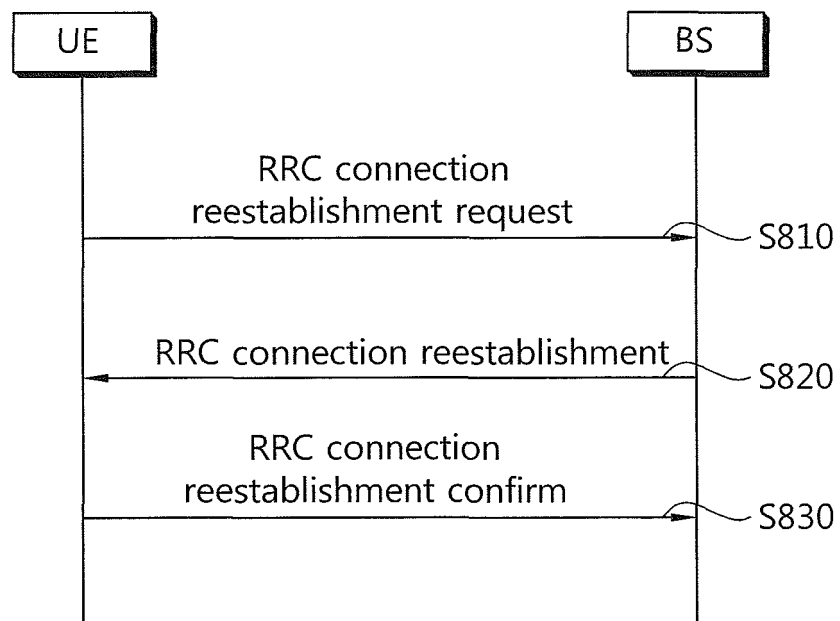 UE
BS
RRC connection
reestablishment request
S810
RRC connection reestablishment
S820
RRC connection
reestablishment confirm
S830